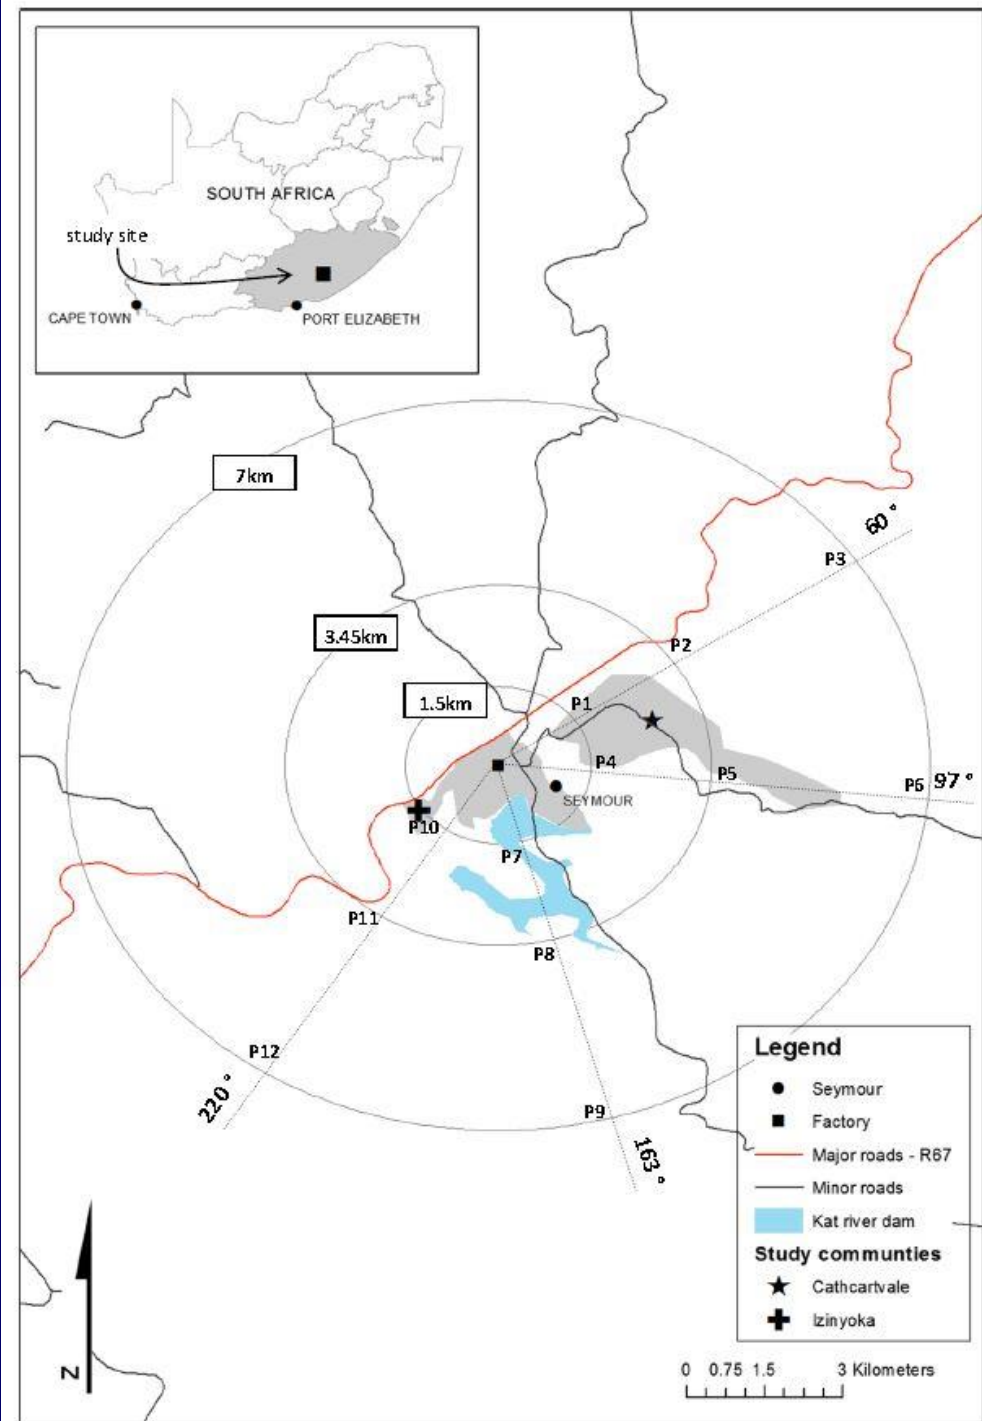 SOUTH AFRICA
study site
CAPE TOWN
PORT ELIZABETH
7km
60 °
P3
3.45km
P2
1.5km
P1
P4
P5
P6
97 °
SEYMOUR
P10
P7
P11
P8
P12
220 °
P9
163 °
Legend
Seymour
Factory
Major roads - R67
Minor roads
Kat river dam
Study communties
Cathcartvale
Izinyoka
N
0 0.75 1.5 3 Kilometers